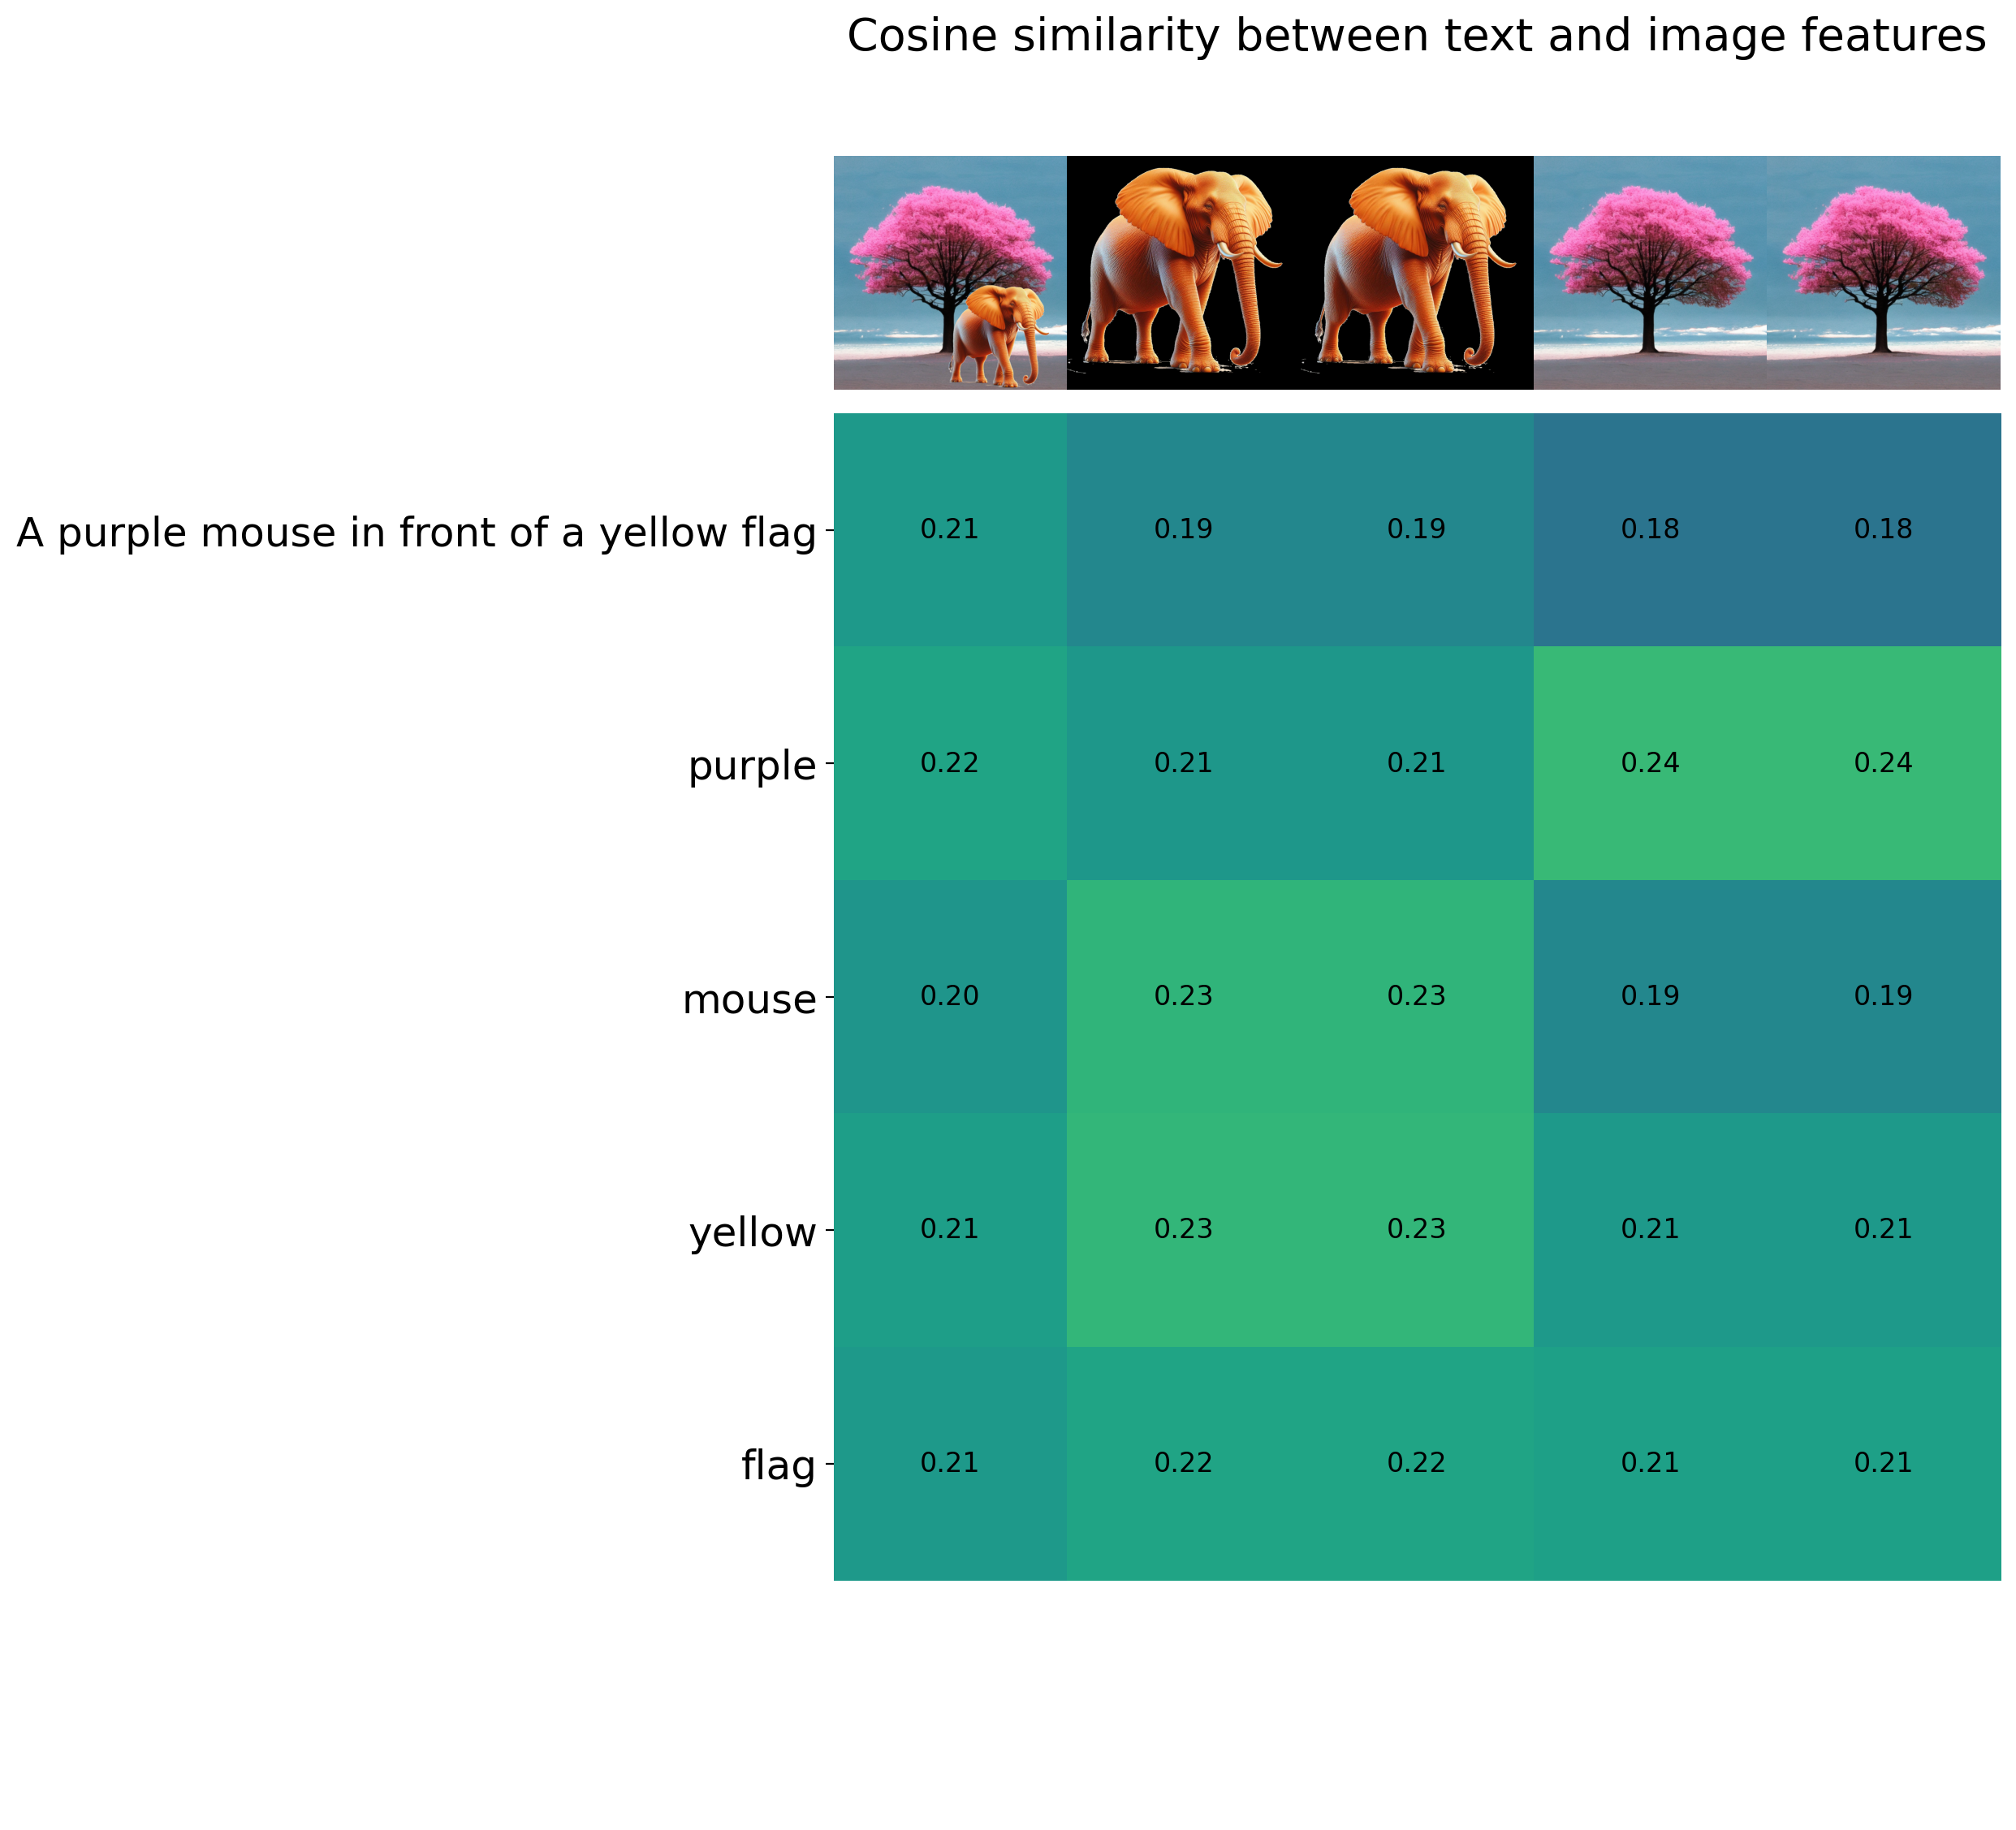 Cosine similarity between text and image features
A purple mouse in front of a yellow flag
0.21 0.19 0.19 0.18 0.18
purple
0.22 0.21 0.21 0.24 0.24
mouse
0.20 0.23 0.23 0.19 0.19
yellow
0.21 0.23 0.23 0.21 0.21
flag
0.21 0.22 0.22 0.21 0.21